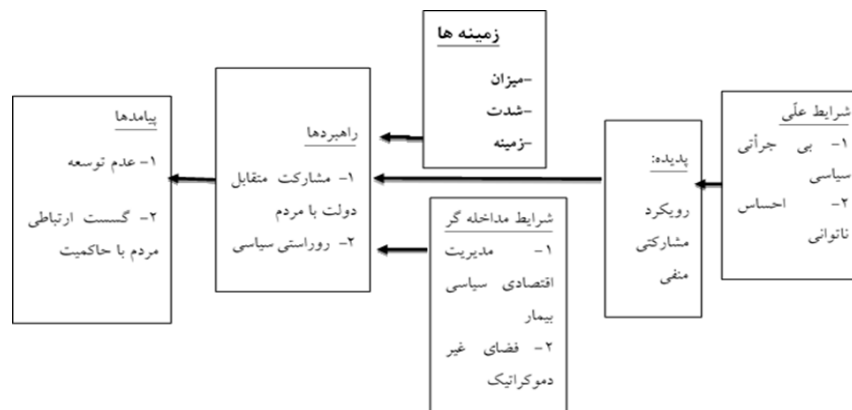 شرایط علّی
۱- بی جرأتی
سیاسی
۲- احساس
ناتوانی
پدیده:
رویکرد
مشارکتی
منفی
زمینه ها
-میزان
-شدت
-زمینه
شرایط مداخله گر
۱- مدیریت
اقتصادی سیاسی
بیمار
۲- فضای غیر
دموکراتیک
راهبردها
۱- مشارکت متقابل
دولت با مردم
۲- روراستی سیاسی
پیامدها
۱- عدم توسعه
۲- گسست ارتباطی
مردم با حاکمیت